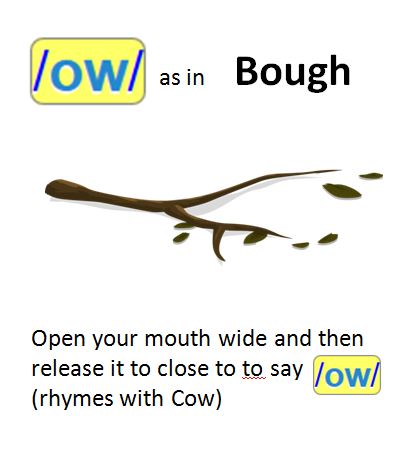 /ow/ as in Bough
Open your mouth wide and then
release it to close to to say /ow/
(rhymes with Cow)